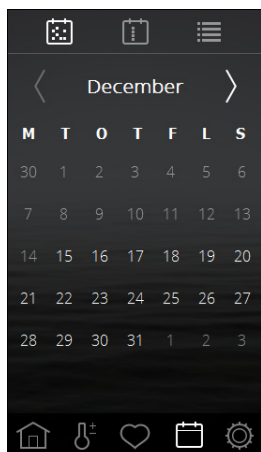 December
M T O T F L S
30 1 2 3 4 5 6
7 8 9 10 11 12 13
14 15 16 17 18 19 20
21 22 23 24 25 26 27
28 29 30 31 1 2 3